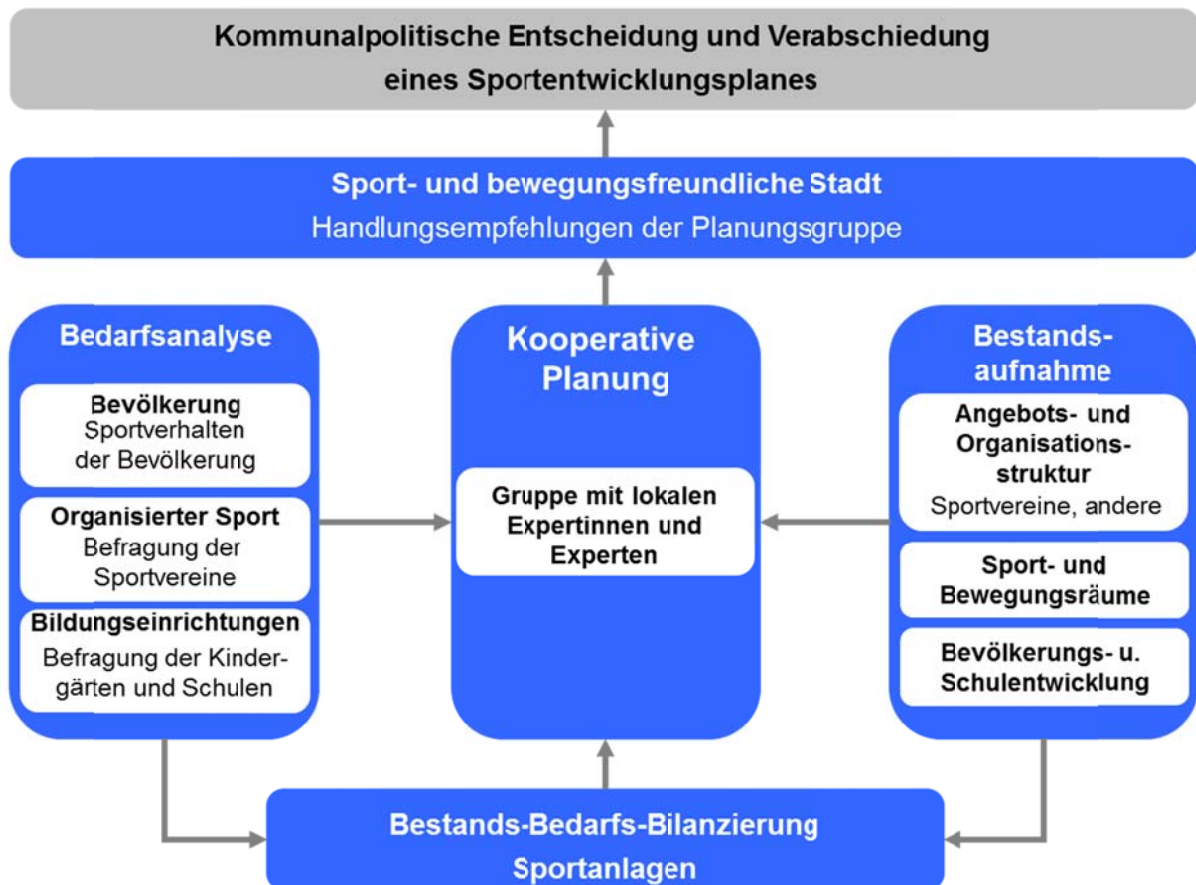 Kommunalpolitische Entscheidung und Verabschiedung
eines Sportentwicklungsplanes
Sport- und bewegungsfreundliche Stadt
Handlungsempfehlungen der Planungsgruppe
Bedarfsanalyse
Bevölkerung
Sportverhalten
der Bevölkerung
Organisierter Sport
Befragung der
Sportvereine
Bildungseinrichtungen
Befragung der Kinder-
gärten und Schulen
Kooperative
Planung
Gruppe mit lokalen
Expertinnen und
Experten
Bestands-
aufnahme
Angebots- und
Organisations-
struktur
Sportvereine, andere
Sport- und
Bewegungsräume
Bevölkerungs- u.
Schulentwicklung
Bestands-Bedarfs-Bilanzierung
Sportanlagen